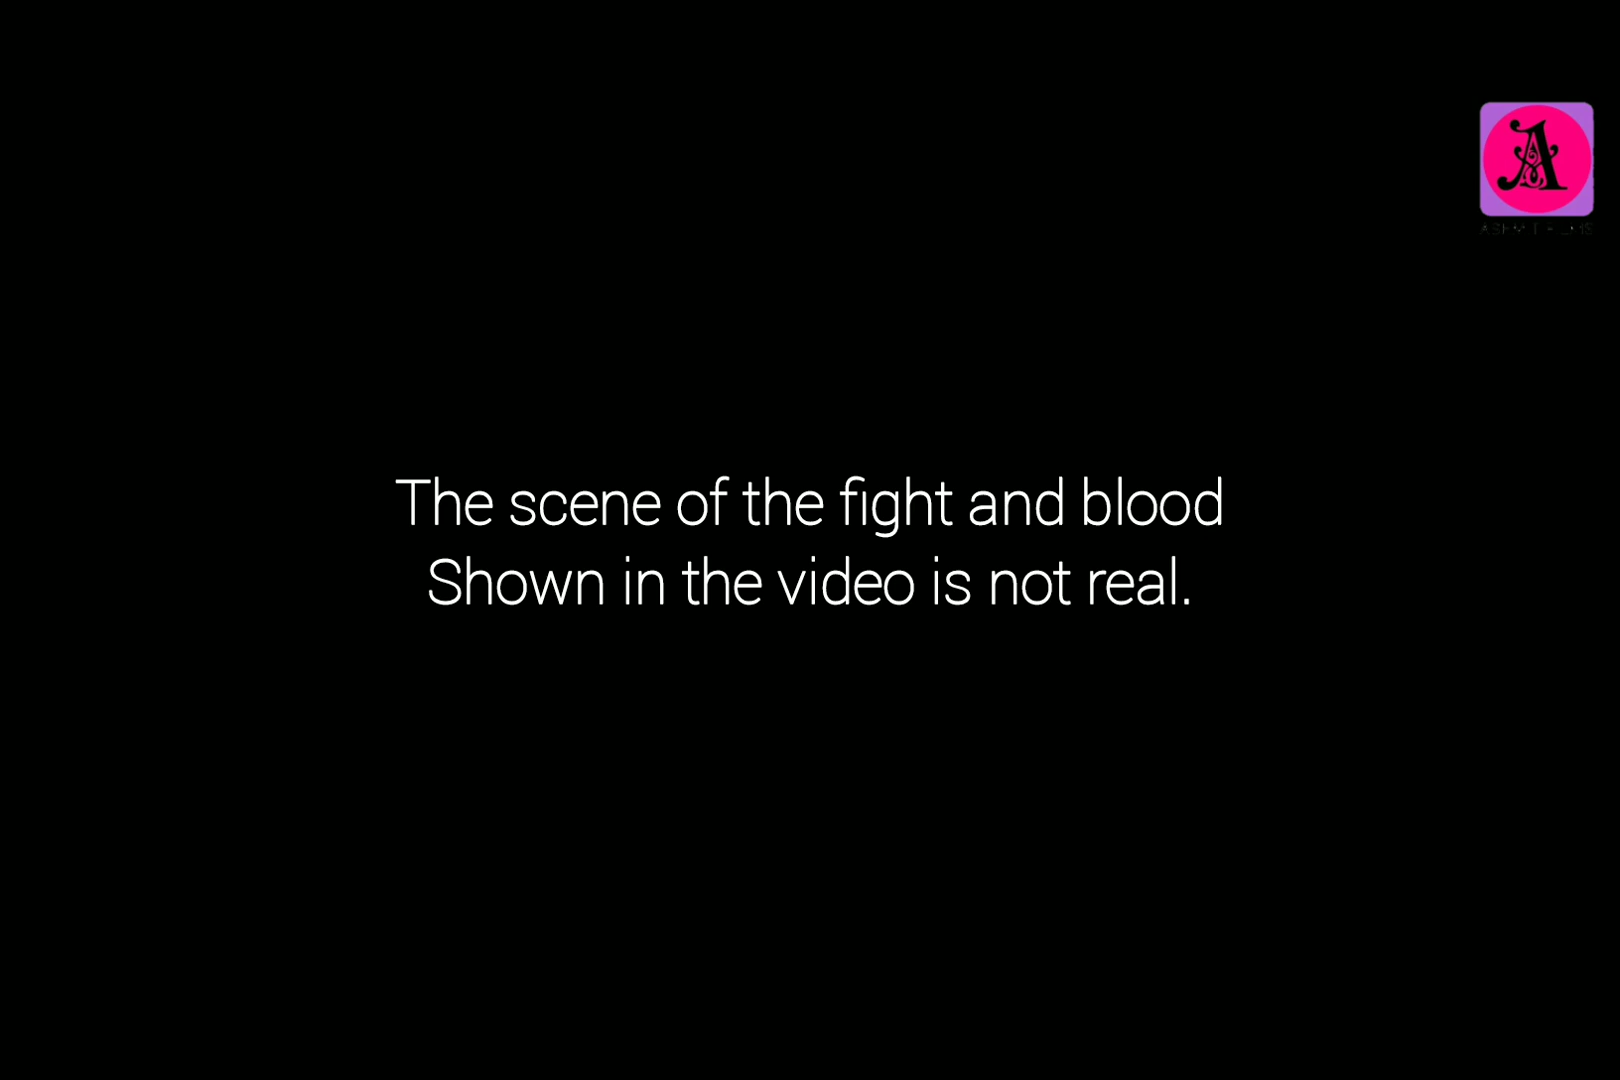 A
The scene of the fight and blood
Shown in the video is not real.